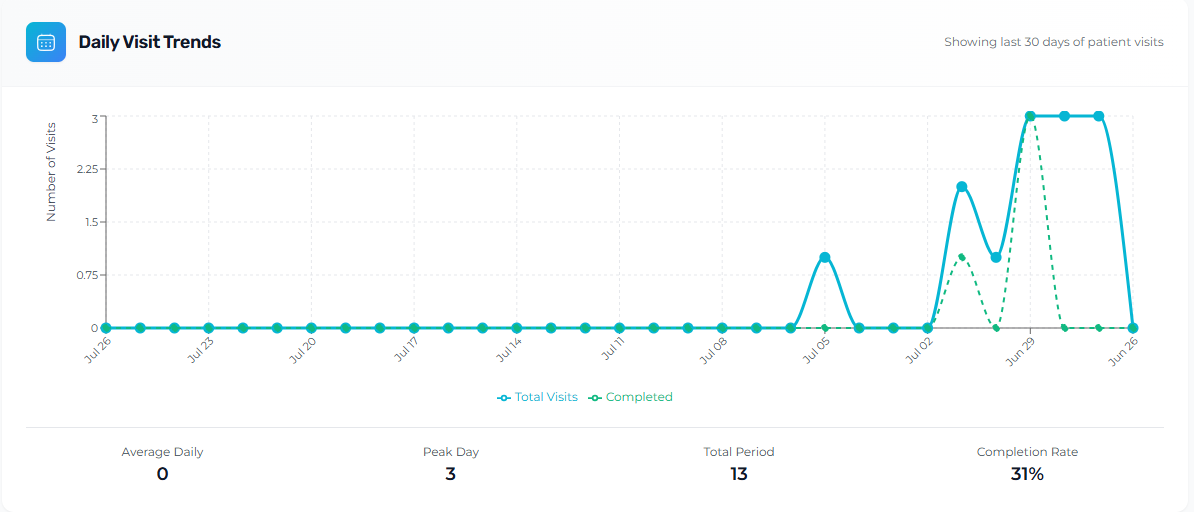 Daily Visit Trends
Showing last 30 days of patient visits
Number of Visits
3
2.25
1.5
0.75
0
Jul 26
Jul 23
Jul 20
Jul 17
Jul 14
Jul 11
Jul 08
Jul 05
Jul 02
Jun 29
Jun 26
Total Visits
Completed
Average Daily
0
Peak Day
3
Total Period
13
Completion Rate
31%